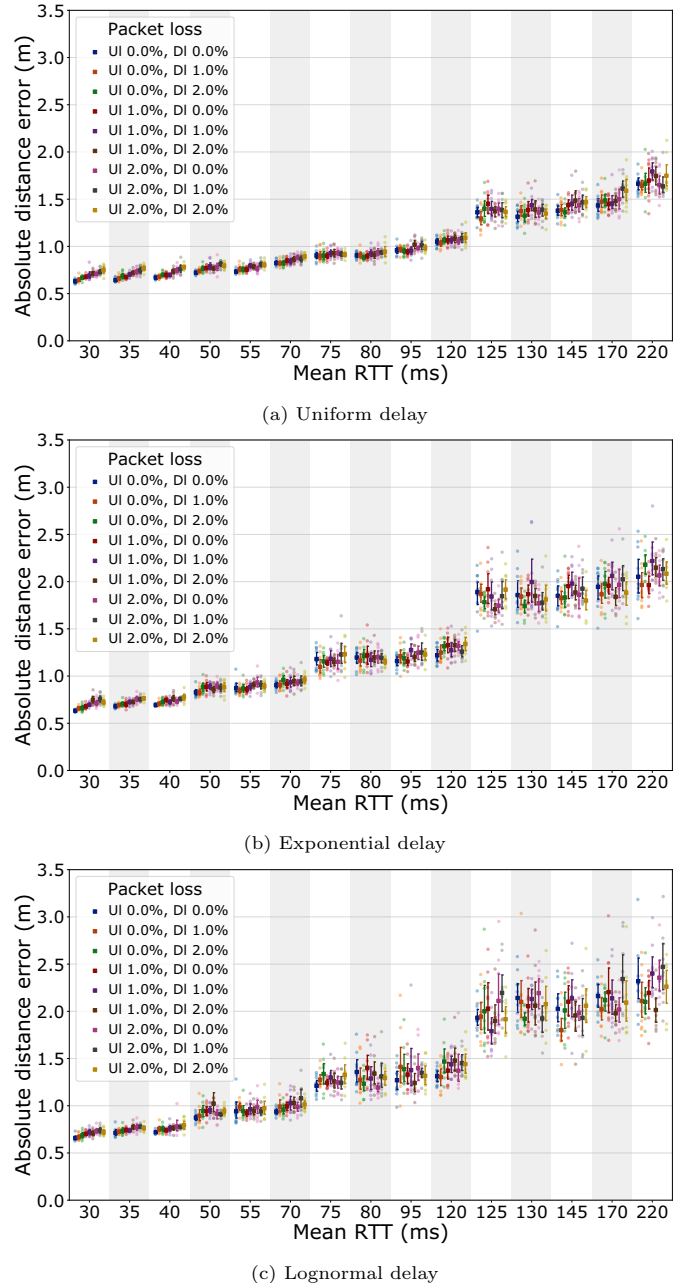 3.5
3.0
2.5
2.0
1.5
1.0
0.5
0.0
Absolute distance error (m)
Packet loss
Ul 0.0%, Dl 0.0%
Ul 0.0%, Dl 1.0%
Ul 0.0%, Dl 2.0%
Ul 1.0%, Dl 0.0%
Ul 1.0%, Dl 1.0%
Ul 1.0%, Dl 2.0%
Ul 2.0%, Dl 0.0%
Ul 2.0%, Dl 1.0%
Ul 2.0%, Dl 2.0%
30 35 40 50 55 70 75 80 95 120 125 130 145 170 220
Mean RTT (ms)
(a) Uniform delay
3.5
3.0
2.5
2.0
1.5
1.0
0.5
0.0
Absolute distance error (m)
Packet loss
Ul 0.0%, Dl 0.0%
Ul 0.0%, Dl 1.0%
Ul 0.0%, Dl 2.0%
Ul 1.0%, Dl 0.0%
Ul 1.0%, Dl 1.0%
Ul 1.0%, Dl 2.0%
Ul 2.0%, Dl 0.0%
Ul 2.0%, Dl 1.0%
Ul 2.0%, Dl 2.0%
30 35 40 50 55 70 75 80 95 120 125 130 145 170 220
Mean RTT (ms)
(b) Exponential delay
3.5
3.0
2.5
2.0
1.5
1.0
0.5
0.0
Absolute distance error (m)
Packet loss
Ul 0.0%, Dl 0.0%
Ul 0.0%, Dl 1.0%
Ul 0.0%, Dl 2.0%
Ul 1.0%, Dl 0.0%
Ul 1.0%, Dl 1.0%
Ul 1.0%, Dl 2.0%
Ul 2.0%, Dl 0.0%
Ul 2.0%, Dl 1.0%
Ul 2.0%, Dl 2.0%
30 35 40 50 55 70 75 80 95 120 125 130 145 170 220
Mean RTT (ms)
(c) Lognormal delay